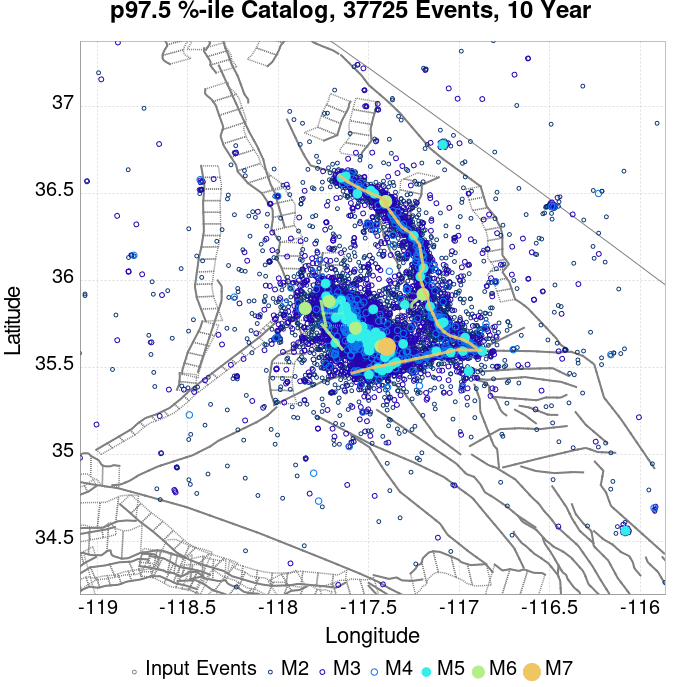 p97.5 %-ile Catalog, 37725 Events, 10 Year
37
36.5
36
35.5
35
34.5
Latitude
-119 -118.5 -118 -117.5 -117 -116.5 -116
Longitude
Input Events M2 M3 M4 M5 M6 M7